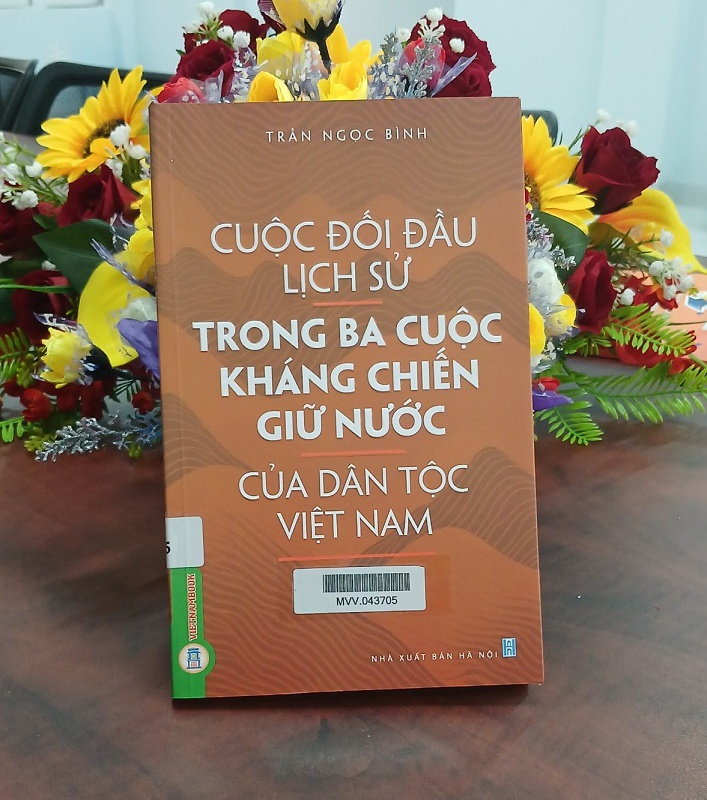 TRẦN NGỌC BÌNH
CUỘC ĐỐI ĐẦU
LỊCH SỬ
TRONG BA CUỘC
KHÁNG CHIẾN
GIỮ NƯỚC
CỦA DÂN TỘC
VIỆT NAM
MVV.043705
NHÀ XUẤT BẢN HÀ NỘI
VIETNAMBOOK